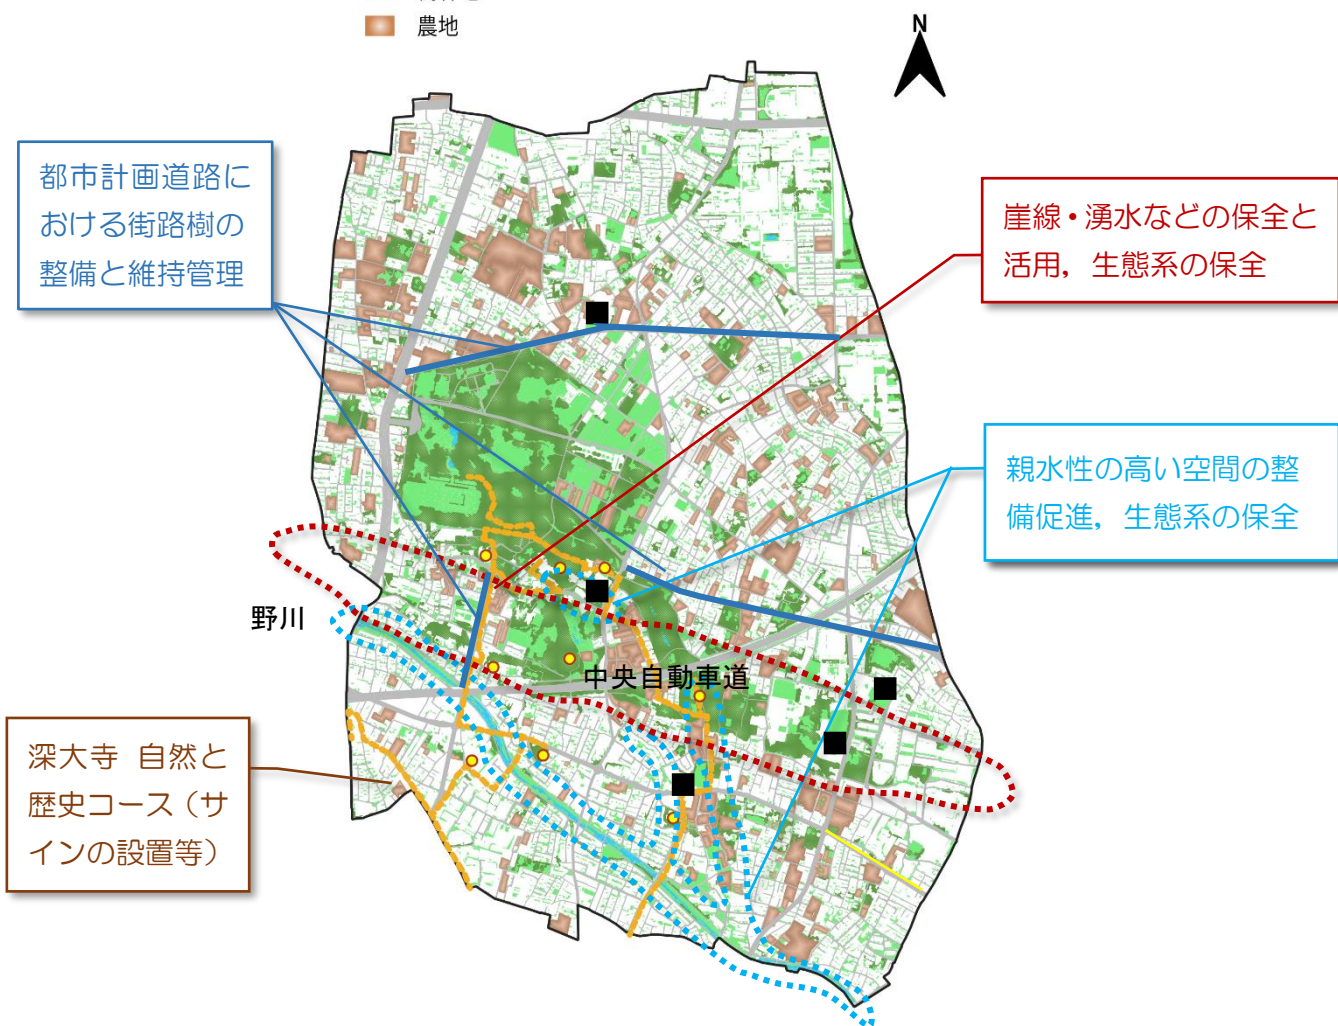 農地
N
都市計画道路に
おける街路樹の
整備と維持管理
崖線・湧水などの保全と
活用，生態系の保全
親水性の高い空間の整
備促進，生態系の保全
野川
中央自動車道
深大寺 自然と
歴史コース（サ
インの設置等）